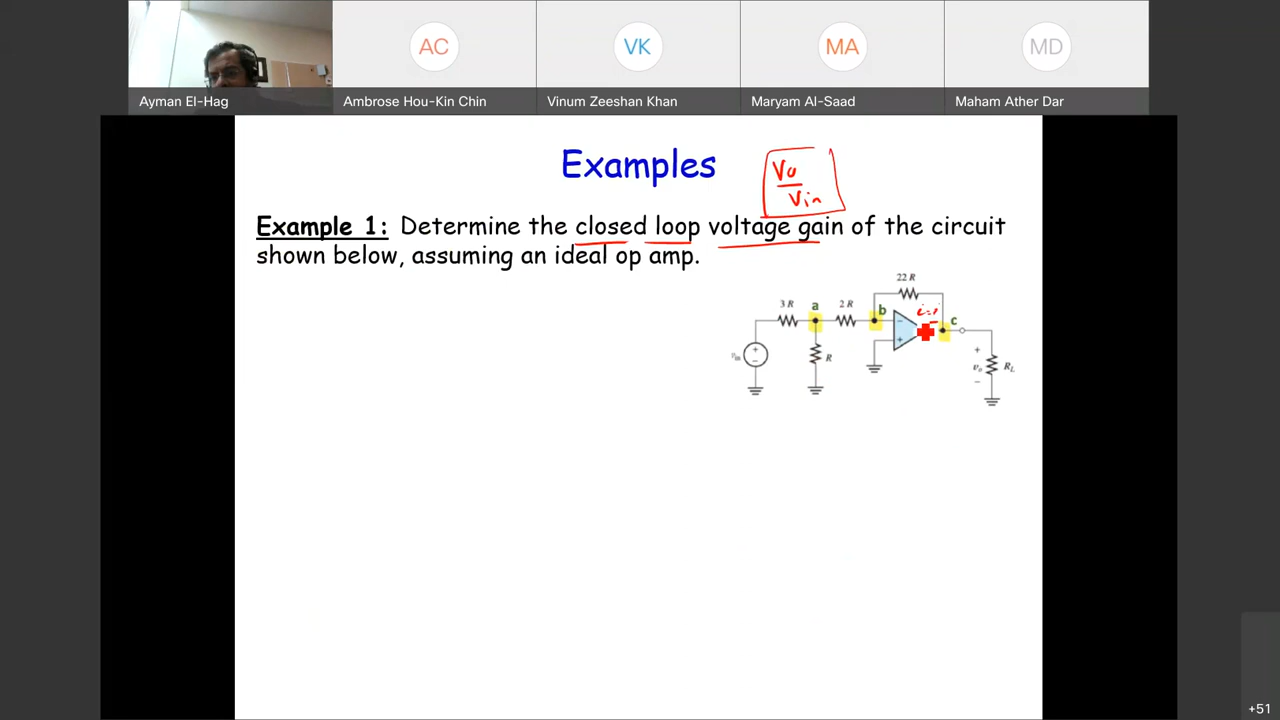 AC
VK
MA
MD
Ayman El-Hag
Ambrose Hou-Kin Chin
Vinum Zeeshan Khan
Maryam Al-Saad
Maham Ather Dar
Examples
Vo
Vin
Example 1: Determine the closed loop voltage gain of the circuit
shown below, assuming an ideal op amp.
22 R
3 R
a
2 R
b
c
R
+
−
+
−
+
−
vin
vo
RL
+51